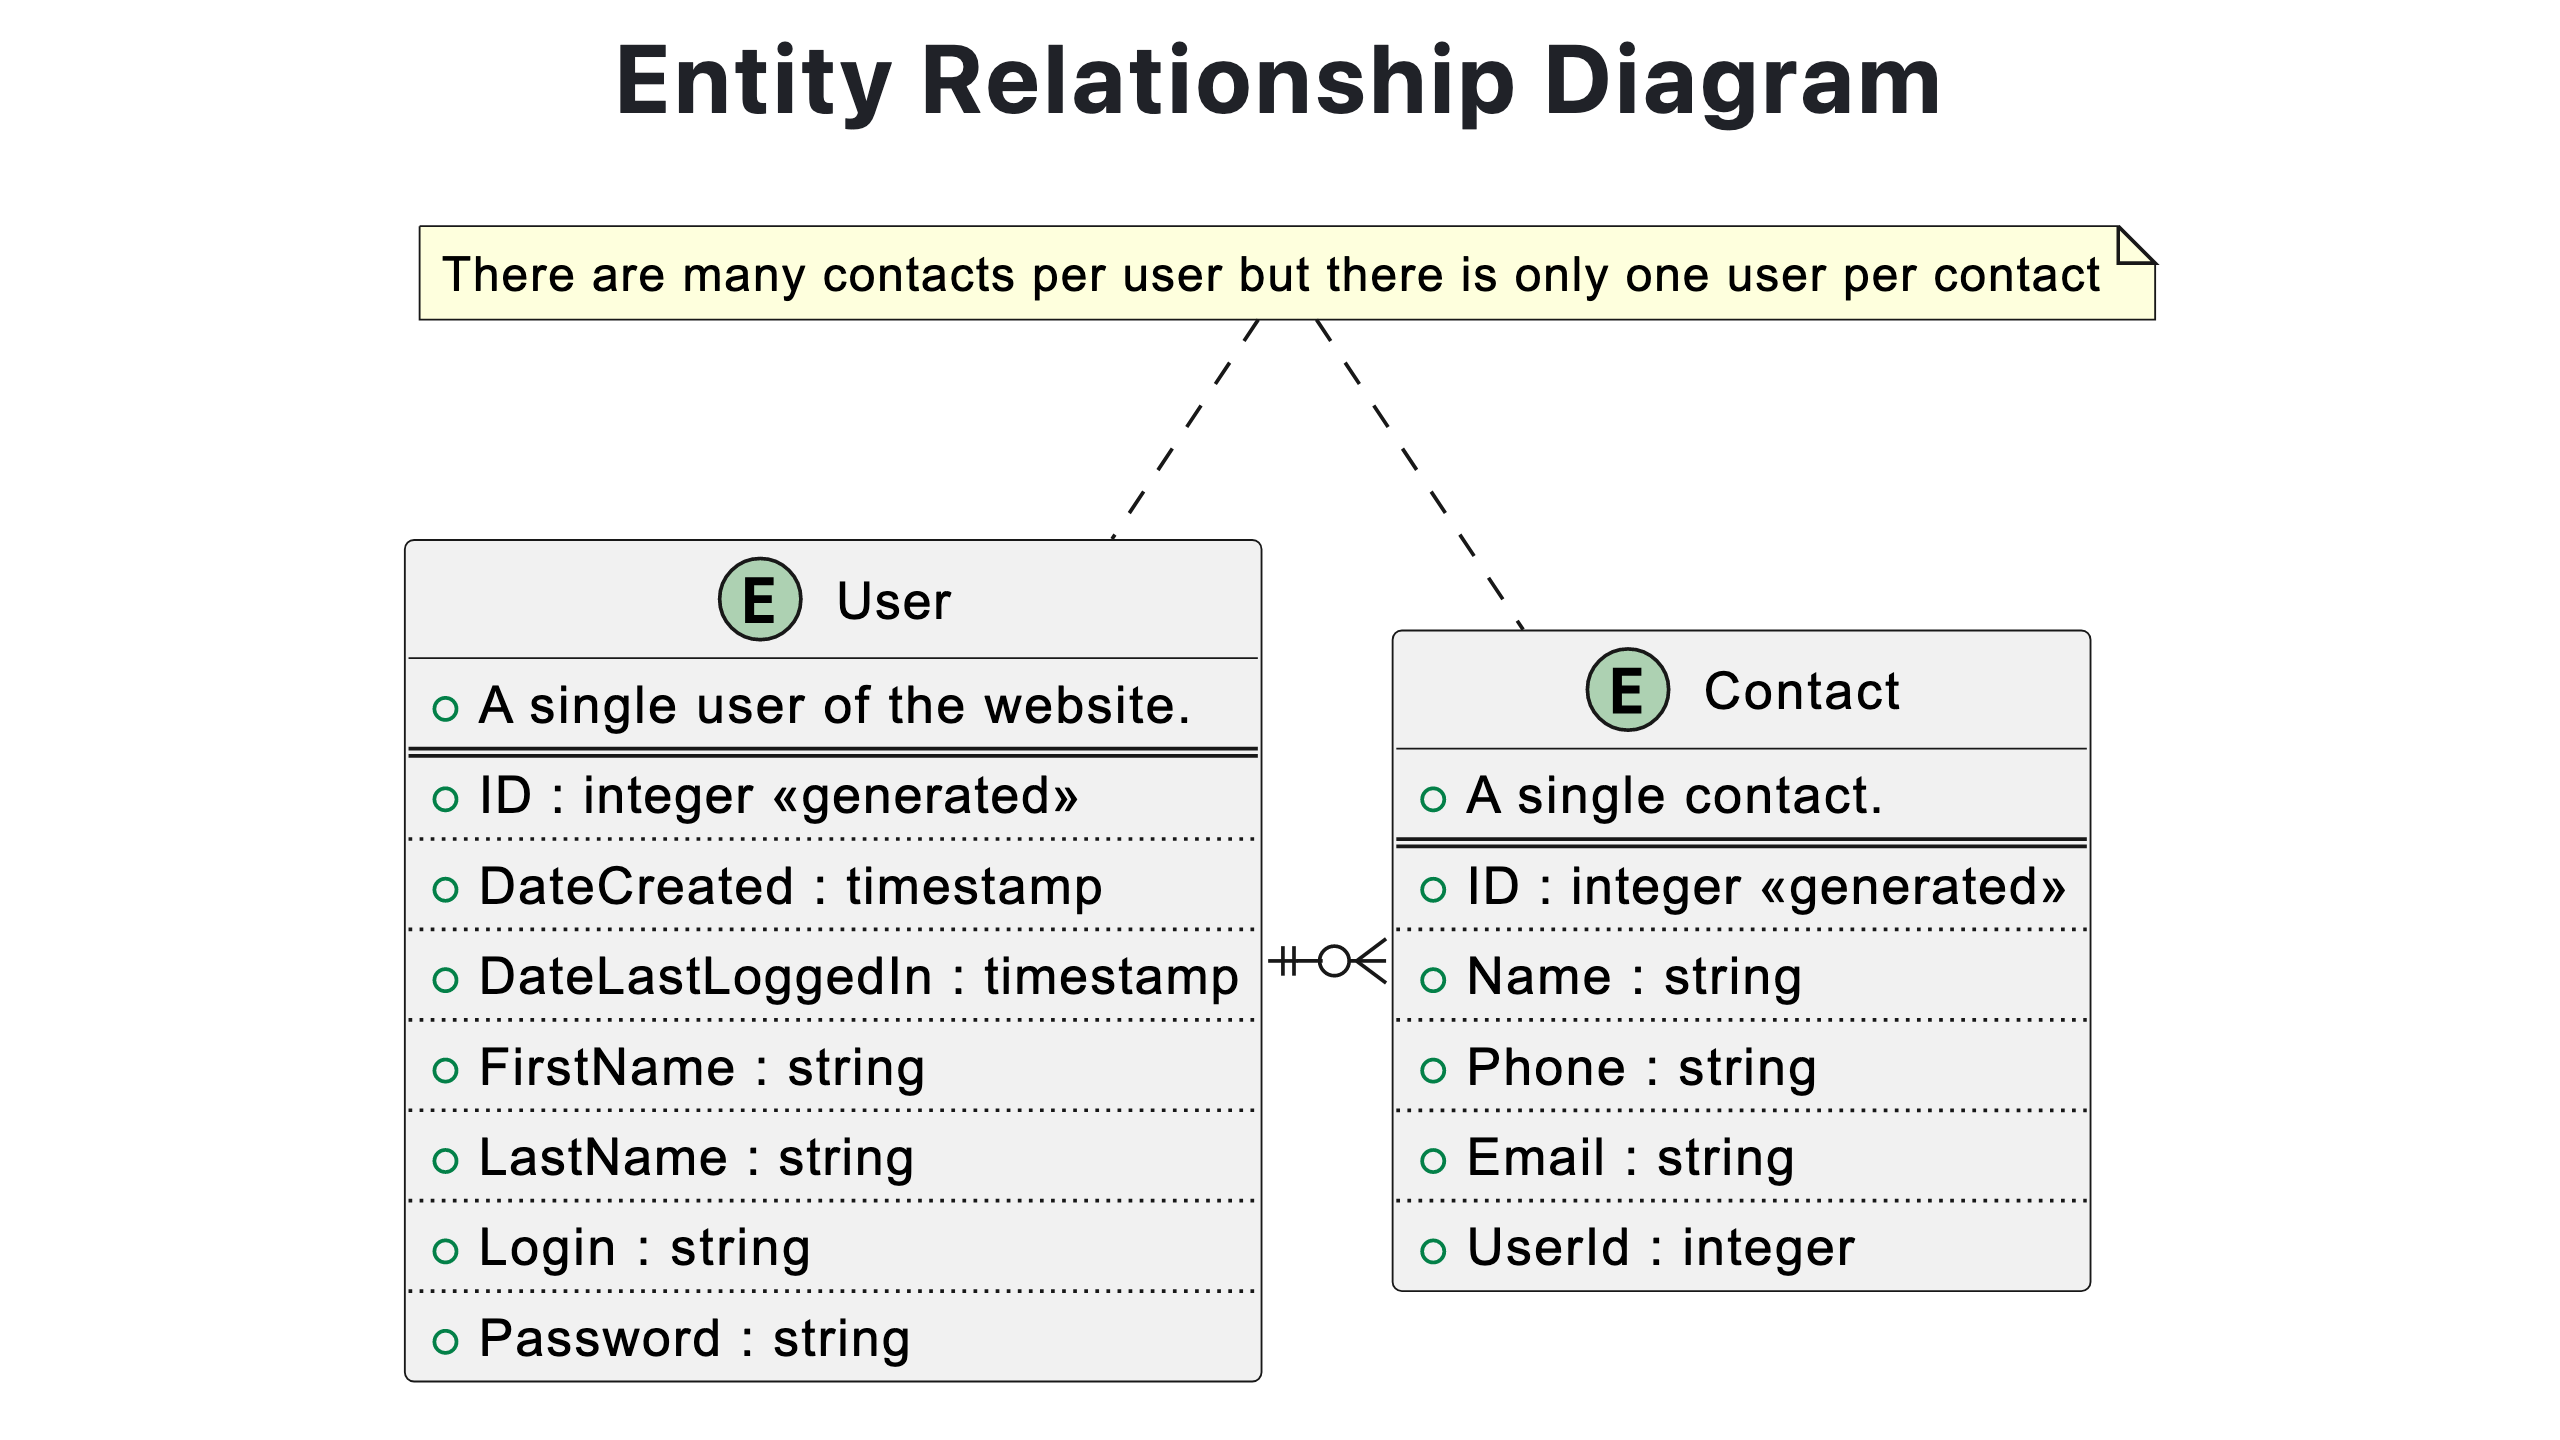 Entity Relationship Diagram
There are many contacts per user but there is only one user per contact
E User
A single user of the website.
ID : integer «generated»
DateCreated : timestamp
DateLastLoggedIn : timestamp
FirstName : string
LastName : string
Login : string
Password : string
E Contact
A single contact.
ID : integer «generated»
Name : string
Phone : string
Email : string
UserId : integer